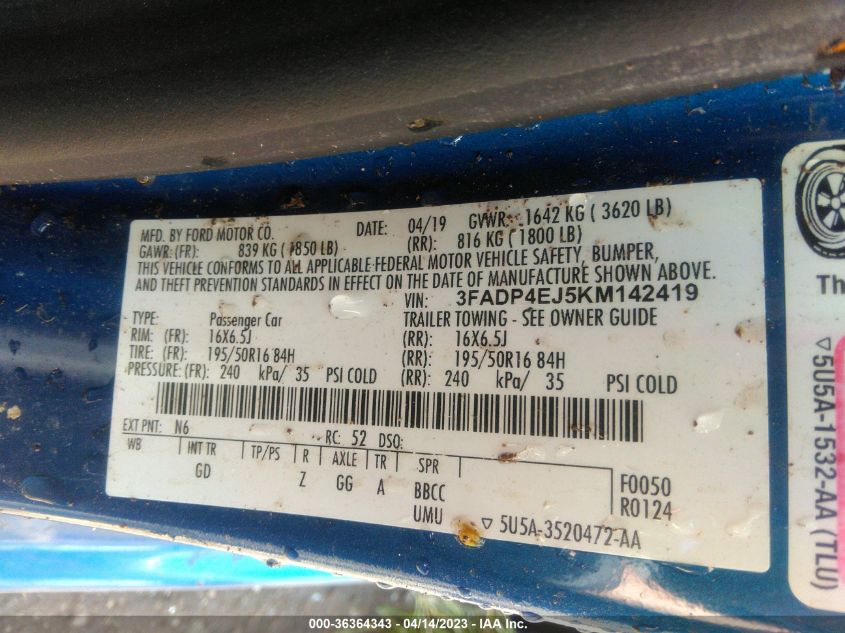 MFD. BY FORD MOTOR CO. DATE: 04/19 GVWR: 1642 KG ( 3620 LB)
GAWR: (FR): 839 KG ( 1850 LB) (RR): 816 KG ( 1800 LB)
THIS VEHICLE CONFORMS TO ALL APPLICABLE FEDERAL MOTOR VEHICLE SAFETY, BUMPER,
AND THEFT PREVENTION STANDARDS IN EFFECT ON THE DATE OF MANUFACTURE SHOWN ABOVE.
VIN: 3FADP4EJ5KM142419
TYPE: Passenger Car TRAILER TOWING - SEE OWNER GUIDE
RIM: (FR) 16X6.5J (RR): 16X6.5J
TIRE: (FR) 195/50R16 84H (RR): 195/50R16 84H
PRESSURE: (FR) 240 kPa/ 35 PSI COLD (RR): 240 kPa/ 35 PSI COLD
EXT PNT: N6 RC: 52 DSO:
WB INT TR TP/PS R AXLE TR SPR
GD Z GG A BBCC
UMU
F0050
R0124
▽ 5U5A-3520472-AA
Th
▽5U5A-1532-AA (TLU)
000-36364343 - 04/14/2023 - IAA Inc.